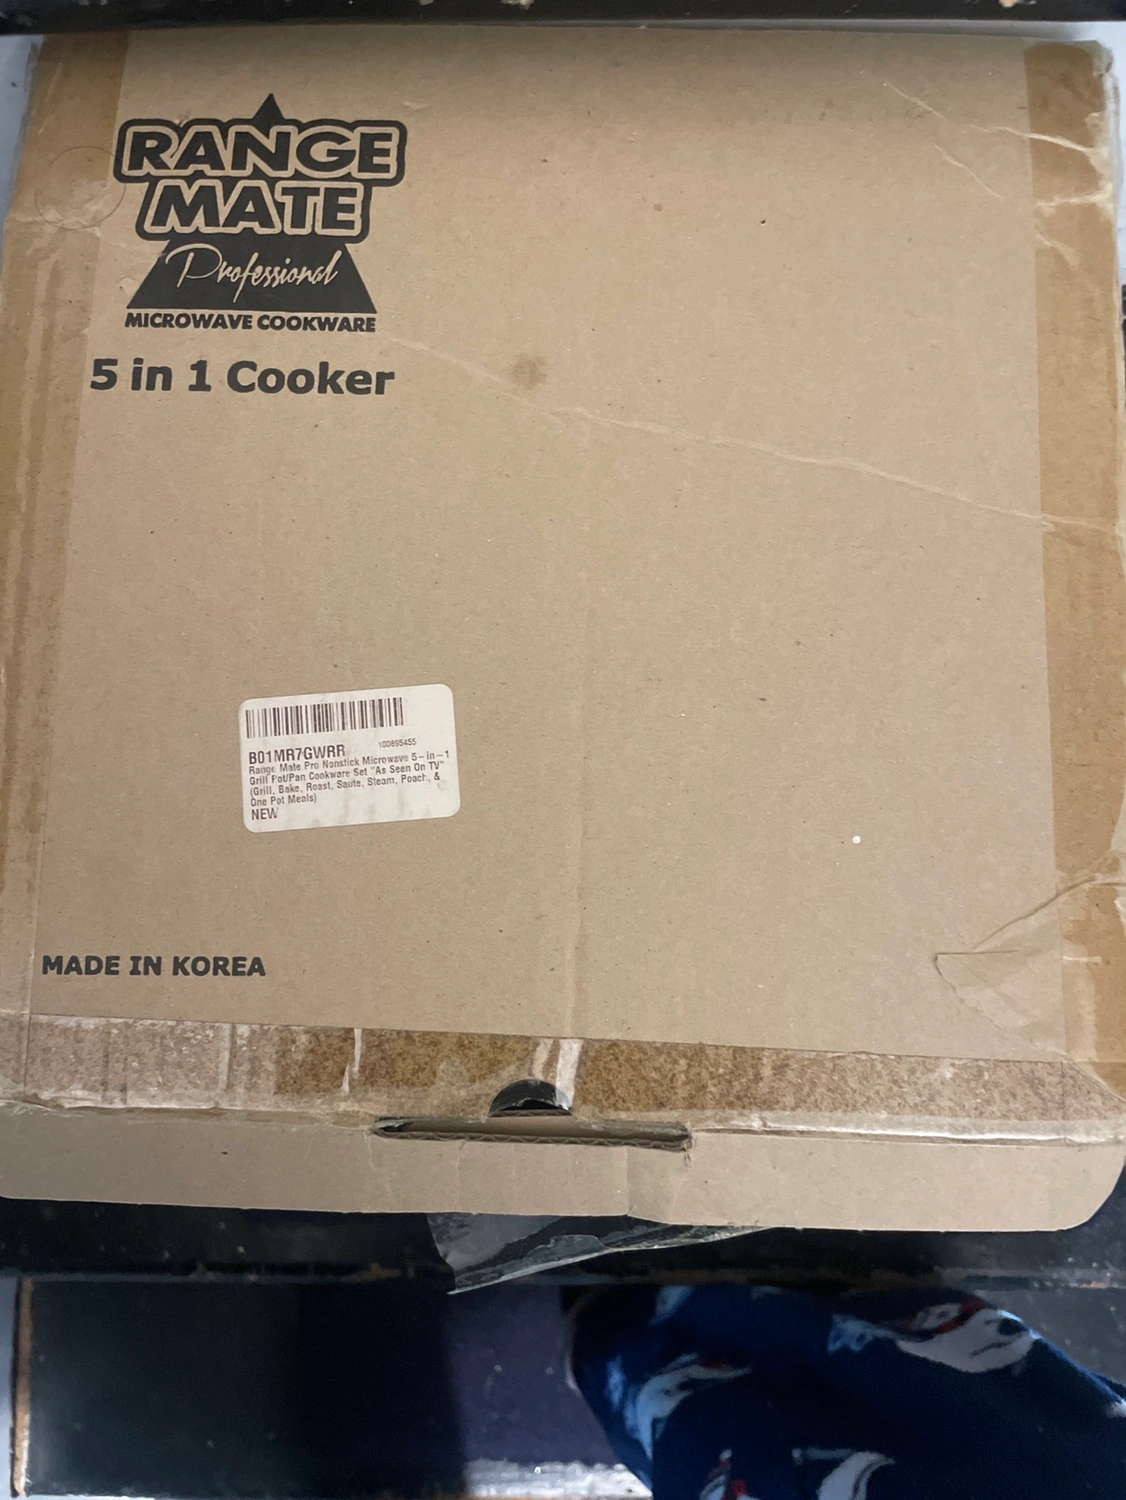 RANGE
MATE
Professional
MICROWAVE COOKWARE
5 in 1 Cooker
B01MR7GWRR 100895455
Range Mate Pro Nonstick Microwave 5-in-1
Grill Pot/Pan Cookware Set "As Seen On TV"
(Grill, Bake, Roast, Saute, Steam, Poach, &
One Pot Meals)
NEW
MADE IN KOREA